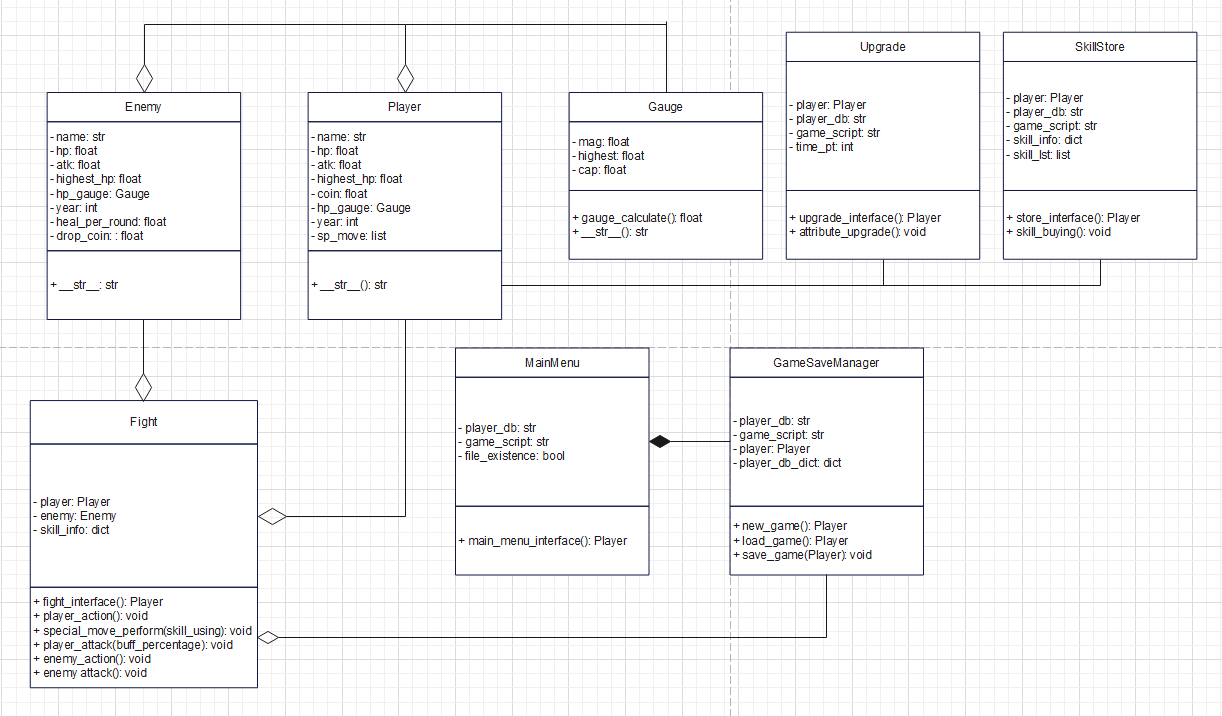 Enemy
- name: str
- hp: float
- atk: float
- highest_hp: float
- hp_gauge: Gauge
- year: int
- heal_per_round: float
- drop_coin: : float
+ __str__: str
Player
- name: str
- hp: float
- atk: float
- highest_hp: float
- coin: float
- hp_gauge: Gauge
- year: int
- sp_move: list
+ __str__(): str
Gauge
- mag: float
- highest: float
- cap: float
+ gauge_calculate(): float
+ __str__(): str
Upgrade
- player: Player
- player_db: str
- game_script: str
- time_pt: int
+ upgrade_interface(): Player
+ attribute_upgrade(): void
SkillStore
- player: Player
- player_db: str
- game_script: str
- skill_info: dict
- skill_lst: list
+ store_interface(): Player
+ skill_buying(): void
Fight
- player: Player
- enemy: Enemy
- skill_info: dict
+ fight_interface(): Player
+ player_action(): void
+ special_move_perform(skill_using): void
+ player_attack(buff_percentage): void
+ enemy_action(): void
+ enemy attack(): void
MainMenu
- player_db: str
- game_script: str
- file_existence: bool
+ main_menu_interface(): Player
GameSaveManager
- player_db: str
- game_script: str
- player: Player
- player_db_dict: dict
+ new_game(): Player
+ load_game(): Player
+ save_game(Player): void